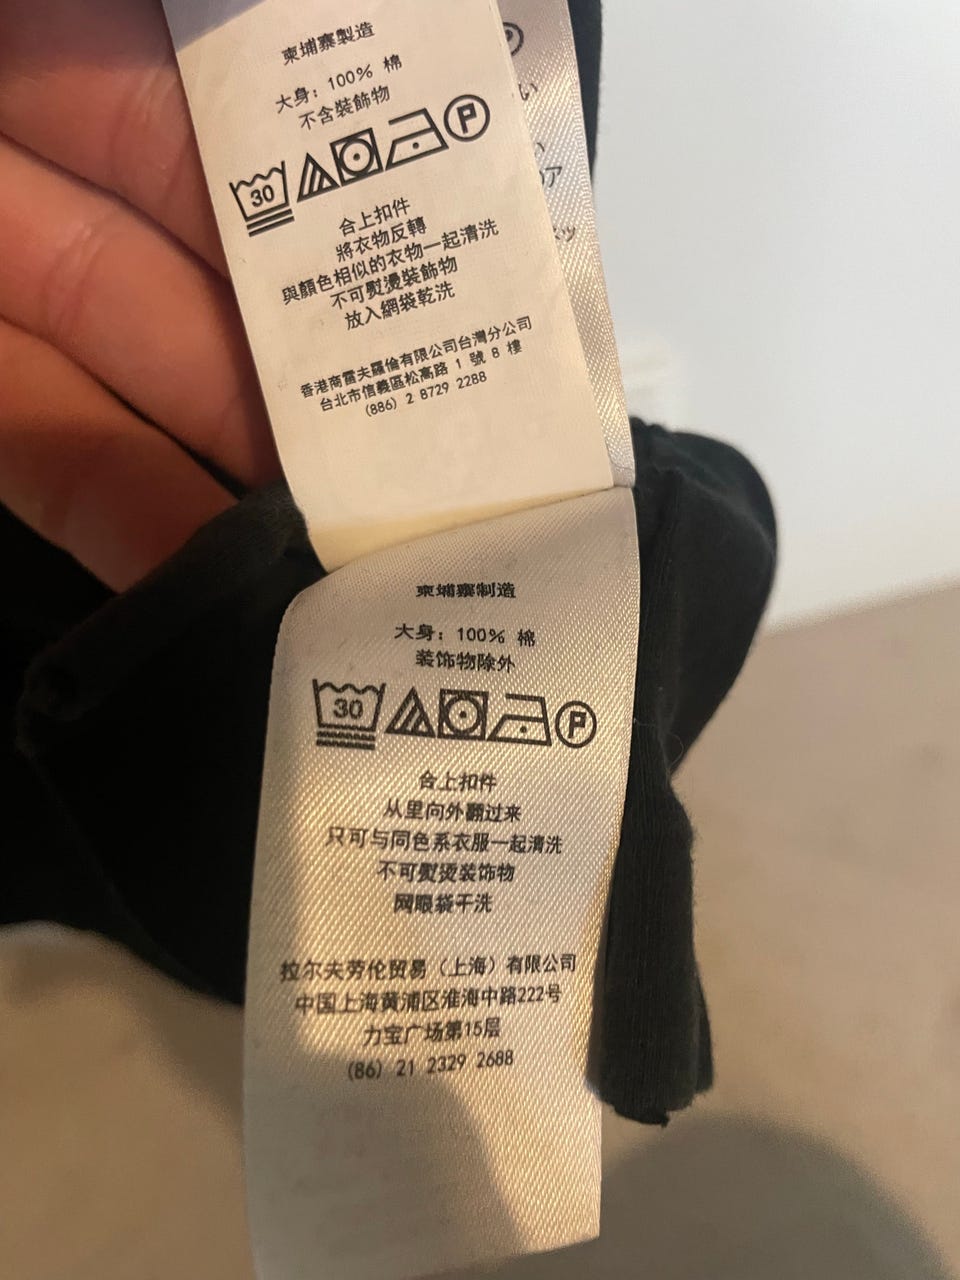 柬埔寨製造
大身: 100% 棉
不含裝飾物
30
P
合上扣件
將衣物反轉
與顏色相似的衣物一起清洗
不可熨燙裝飾物
放入網袋乾洗
香港商雷夫羅倫有限公司台灣分公司
台北市信義區松高路 1 號 8 樓
(886) 2 8729 2288
い
ア
柬埔寨制造
大身: 100% 棉
装饰物除外
30
P
合上扣件
从里向外翻过来
只可与同色系衣服一起清洗
不可熨烫装饰物
网眼袋干洗
拉尔夫劳伦贸易（上海）有限公司
中国上海黄浦区淮海中路222号
力宝广场第15层
(86) 21 2329 2688